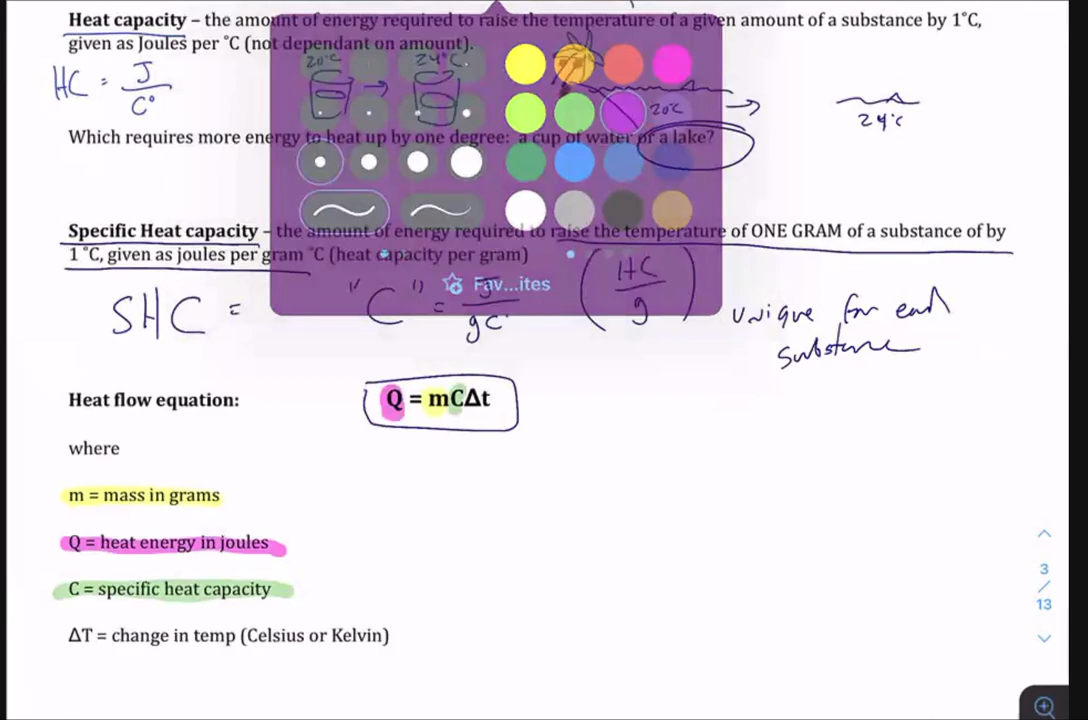 Heat capacity – the amount of energy required to raise the temperature of a given amount of a substance by 1˚C,
given as Joules per ˚C (not dependant on amount).
HC = J / C°
20°C → 24°C
20°C → 24°C
Which requires more energy to heat up by one degree: a cup of water or a lake?
Specific Heat capacity – the amount of energy required to raise the temperature of ONE GRAM of a substance of by
1 ˚C, given as joules per gram ˚C (heat capacity per gram)
Fav...ites
SHC = "C" = J / gC° (HC / g) unique for each
substance
Heat flow equation: Q = mCΔt
where
m = mass in grams
Q = heat energy in joules
C = specific heat capacity
ΔT = change in temp (Celsius or Kelvin)
3
/
13